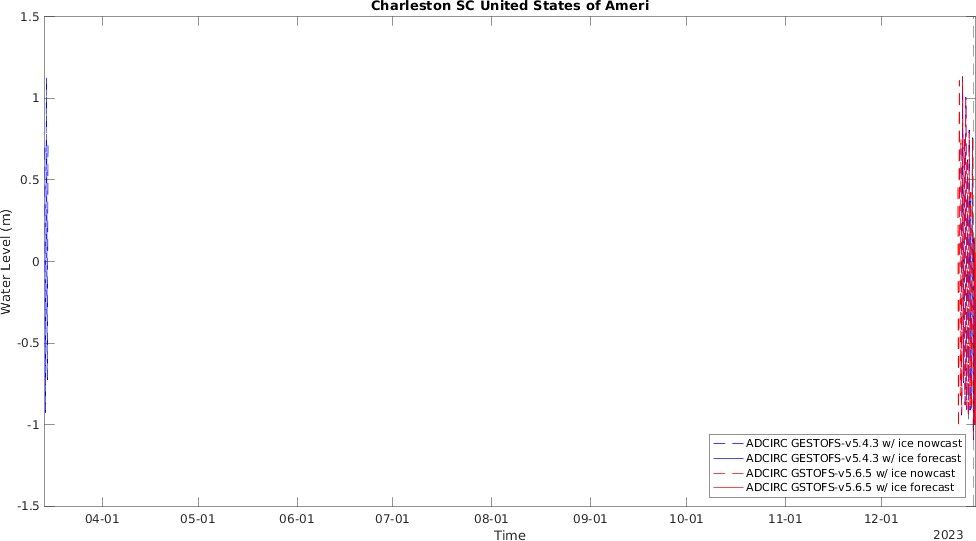 Charleston SC United States of Ameri
1.5
1
0.5
0
-0.5
-1
-1.5
Water Level (m)
ADCIRC GESTOFS-v5.4.3 w/ ice nowcast
ADCIRC GESTOFS-v5.4.3 w/ ice forecast
ADCIRC GSTOFS-v5.6.5 w/ ice nowcast
ADCIRC GSTOFS-v5.6.5 w/ ice forecast
04-01 05-01 06-01 07-01 08-01 09-01 10-01 11-01 12-01
Time
2023